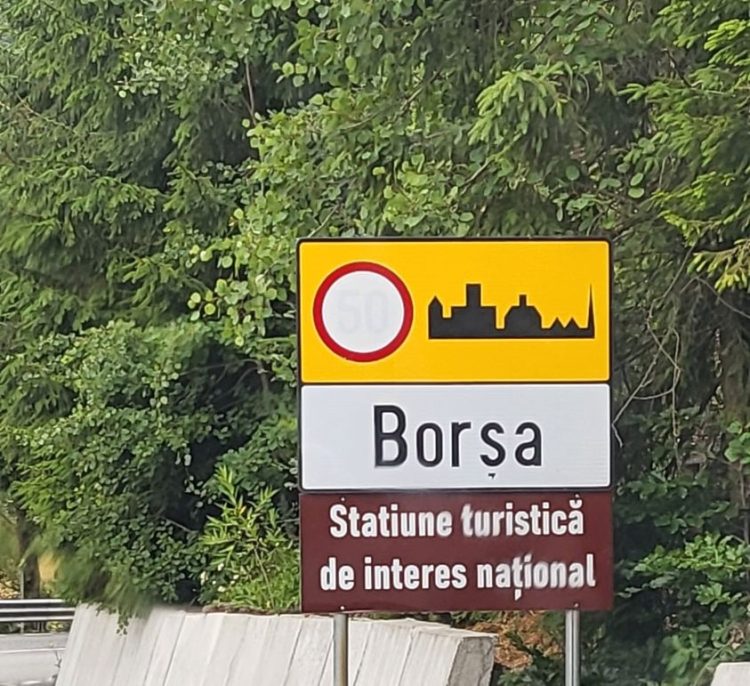 50
Borșa
Statiune turistică
de interes național